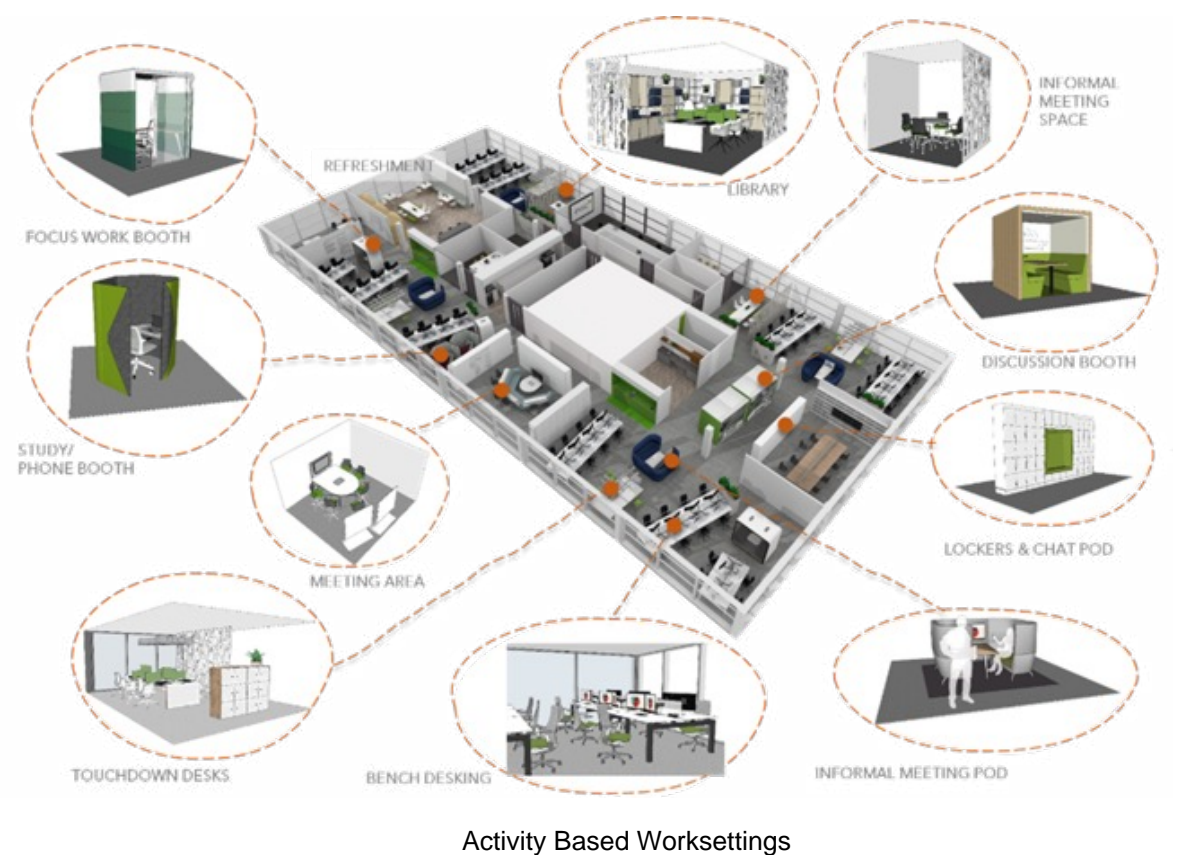 INFORMAL
MEETING
SPACE
REFRESHMENT
LIBRARY
FOCUS WORK BOOTH
DISCUSSION BOOTH
STUDY/
PHONE BOOTH
LOCKERS & CHAT POD
MEETING AREA
TOUCHDOWN DESKS
BENCH DESKING
INFORMAL MEETING POD
Activity Based Worksettings